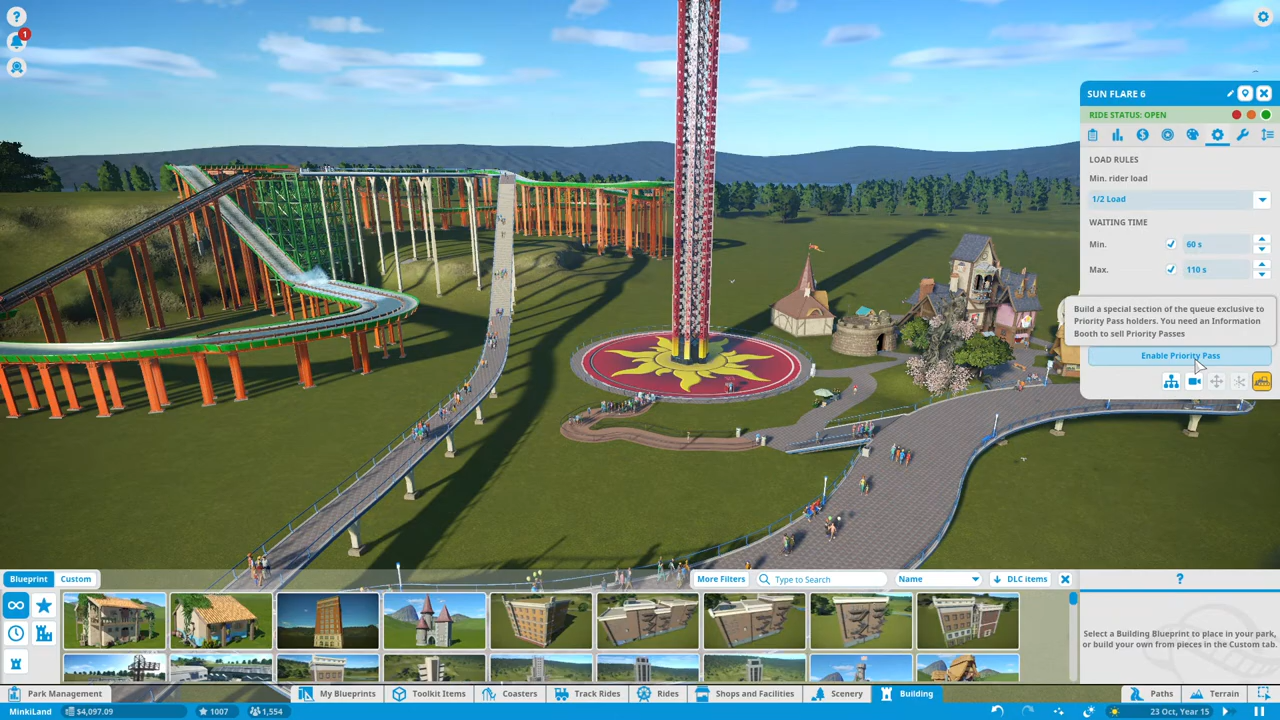 ?
1
SUN FLARE 6
RIDE STATUS: OPEN
LOAD RULES
Min. rider load
1/2 Load
WAITING TIME
Min.
60 s
Max.
110 s
Build a special section of the queue exclusive to
Priority Pass holders. You need an Information
Booth to sell Priority Passes
Enable Priority Pass
Blueprint
Custom
More Filters
Type to Search
Name
DLC items
?
Select a Building Blueprint to place in your park,
or build your own from pieces in the Custom tab.
Park Management
My Blueprints
Toolkit Items
Coasters
Track Rides
Rides
Shops and Facilities
Scenery
Building
Paths
Terrain
MinkiLand
$4,097.09
1007
1,554
23 Oct, Year 15